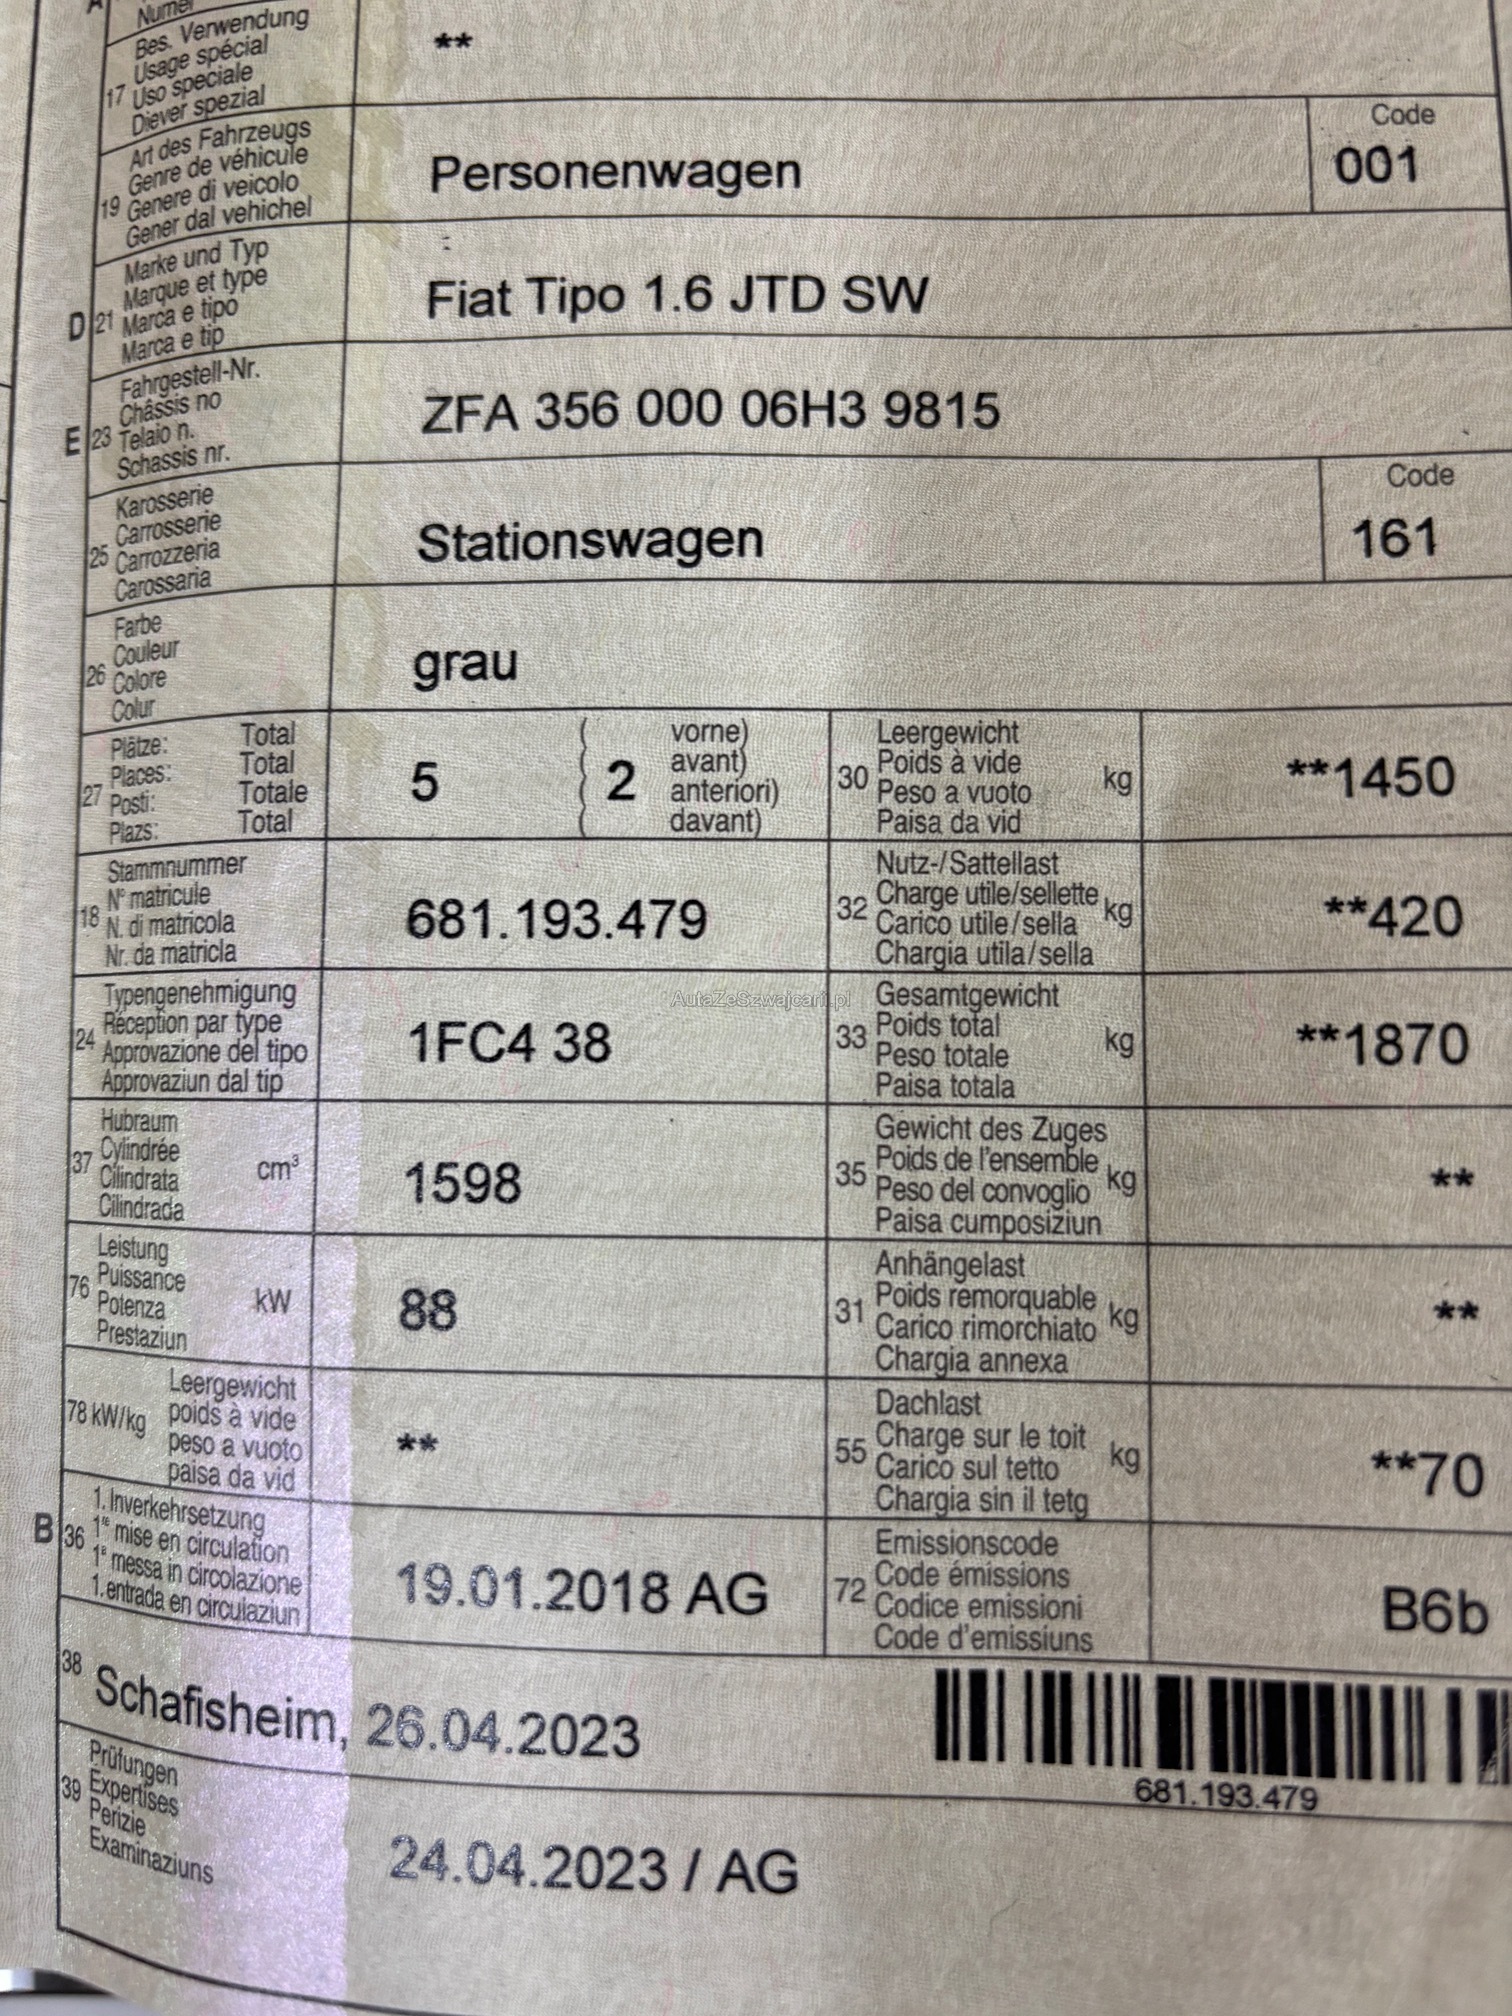 A
Numer
17 Bes. Verwendung
Usage spécial
Uso speciale
Diever spezial
**
19 Art des Fahrzeugs
Genre de véhicule
Genere di veicolo
Gener dal vehichel
Personenwagen
Code
001
D 21 Marke und Typ
Marque et type
Marca e tipo
Marca e tip
Fiat Tipo 1.6 JTD SW
E 23 Fahrgestell-Nr.
Châssis no
Telaio n.
Schassis nr.
ZFA 356 000 06H3 9815
25 Karosserie
Carrosserie
Carrozzeria
Carossaria
Stationswagen
Code
161
26 Farbe
Couleur
Colore
Colur
grau
27 Plätze: Total
Places: Total
Posti: Totale
Plazs: Total
5 ( 2 vorne)
( avant)
( anteriori)
( davant)
30 Leergewicht
Poids à vide
Peso a vuoto
Paisa da vid
kg
**1450
18 Stammnummer
N° matricule
N. di matricola
Nr. da matricla
681.193.479
32 Nutz-/Sattellast
Charge utile/sellette
Carico utile/sella
Chargia utila/sella
kg
**420
24 Typengenehmigung
Réception par type
Approvazione del tipo
Approvaziun dal tip
1FC4 38
AutaZeSzwajcarii.pl
33 Gesamtgewicht
Poids total
Peso totale
Paisa totala
kg
**1870
37 Hubraum
Cylindrée
Cilindrata
Cilindrada
cm³
1598
35 Gewicht des Zuges
Poids de l'ensemble
Peso del convoglio
Paisa cumposiziun
kg
**
76 Leistung
Puissance
Potenza
Prestaziun
kW
88
31 Anhängelast
Poids remorquable
Carico rimorchiato
Chargia annexa
kg
**
78 kW/kg
Leergewicht
poids à vide
peso a vuoto
paisa da vid
**
55 Dachlast
Charge sur le toit
Carico sul tetto
Chargia sin il tetg
kg
**70
B 36 1. Inverkehrsetzung
1re mise en circulation
1a messa in circolazione
1. entrada en circulaziun
19.01.2018 AG
72 Emissionscode
Code émissions
Codice emissioni
Code d'emissiuns
B6b
38 Schafisheim, 26.04.2023
681.193.479
39 Prüfungen
Expertises
Perizie
Examinaziuns
24.04.2023 / AG